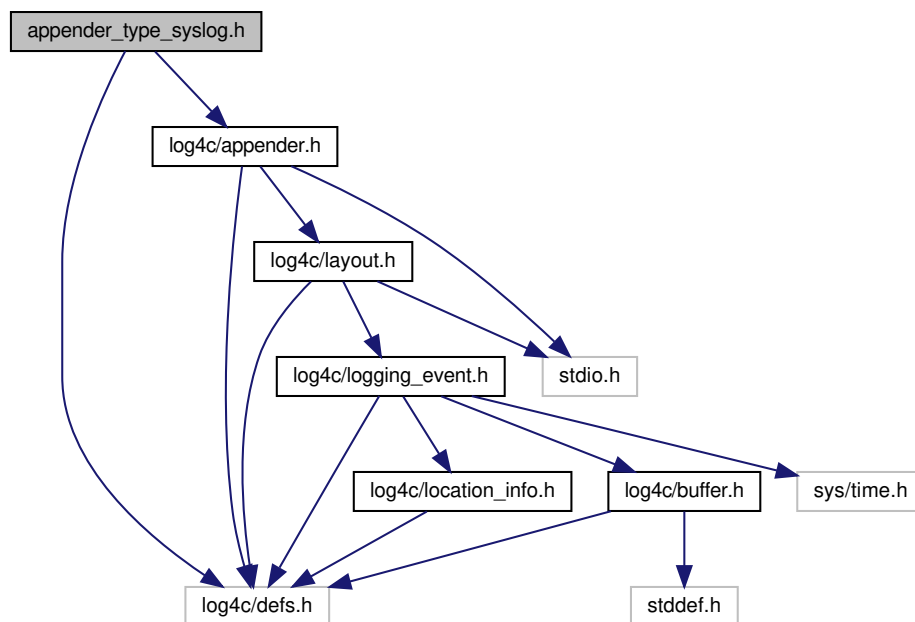 appender_type_syslog.h
log4c/appender.h
log4c/layout.h
log4c/logging_event.h
stdio.h
log4c/location_info.h
log4c/buffer.h
sys/time.h
log4c/defs.h
stddef.h